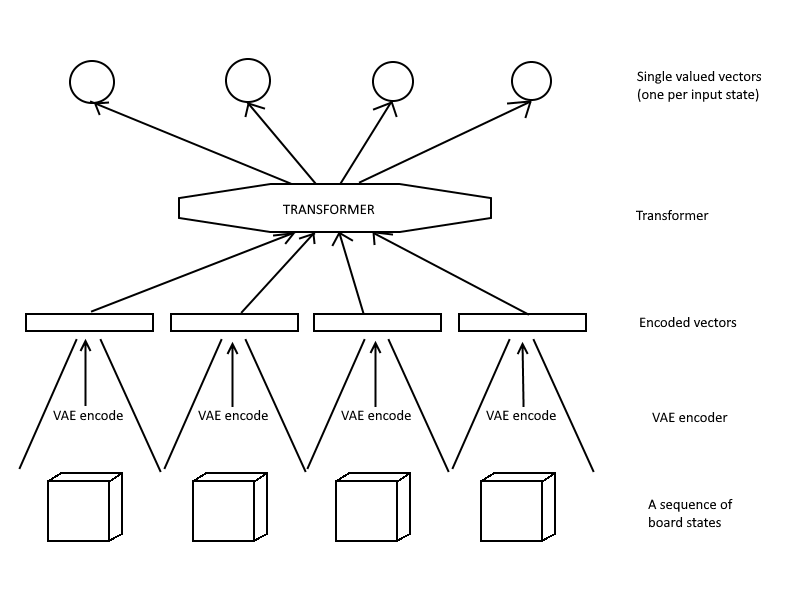 Single valued vectors
(one per input state)
TRANSFORMER
Transformer
Encoded vectors
VAE encode
VAE encode
VAE encode
VAE encode
VAE encoder
A sequence of
board states